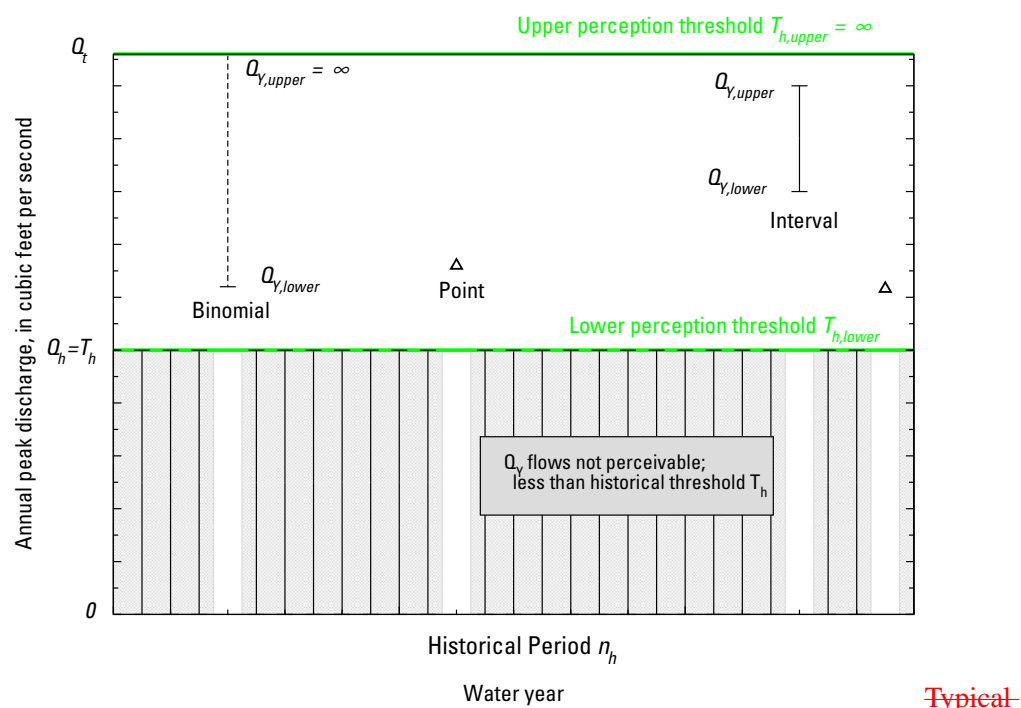 Upper perception threshold T_h,upper = ∞
Q_t
Q_Y,upper = ∞
Q_Y,upper
Q_Y,lower
Interval
Q_Y,lower
Binomial
Point
Lower perception threshold T_h,lower
Q_h=T_h
Q_Y flows not perceivable;
less than historical threshold T_h
0
Annual peak discharge, in cubic feet per second
Historical Period n_h
Water year
Typical